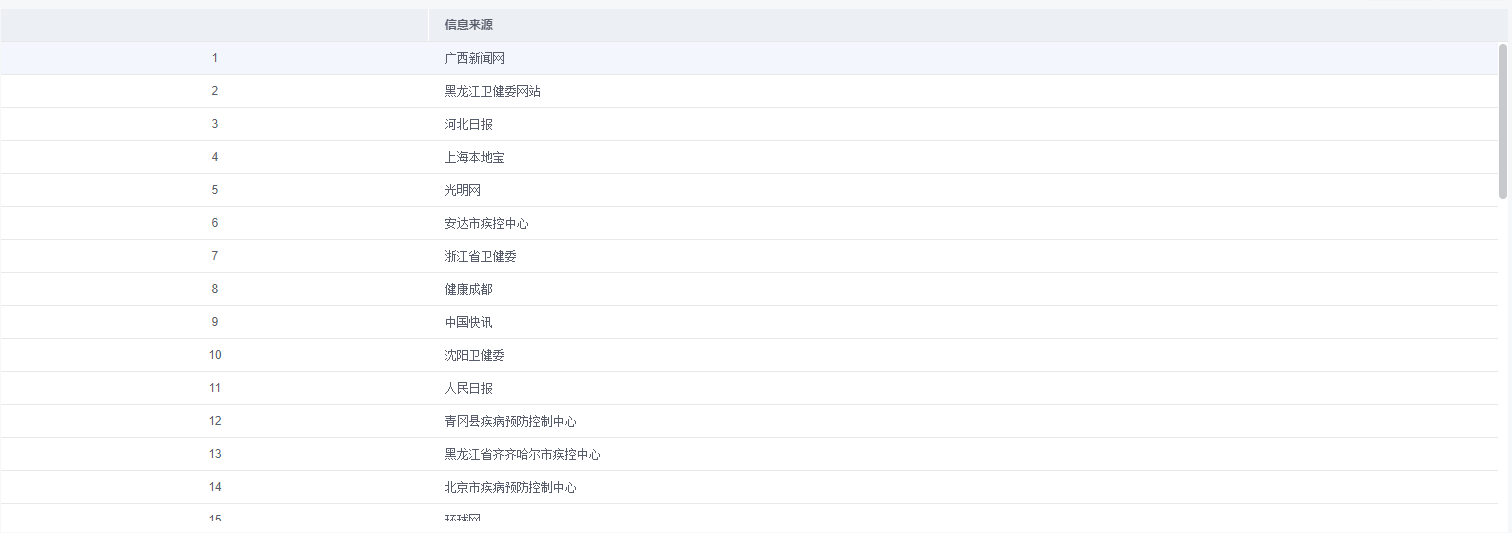 信息来源
1 广西新闻网
2 黑龙江卫健委网站
3 河北日报
4 上海本地宝
5 光明网
6 安达市疾控中心
7 浙江省卫健委
8 健康成都
9 中国快讯
10 沈阳卫健委
11 人民日报
12 青冈县疾病预防控制中心
13 黑龙江省齐齐哈尔市疾控中心
14 北京市疾病预防控制中心
15 环球网